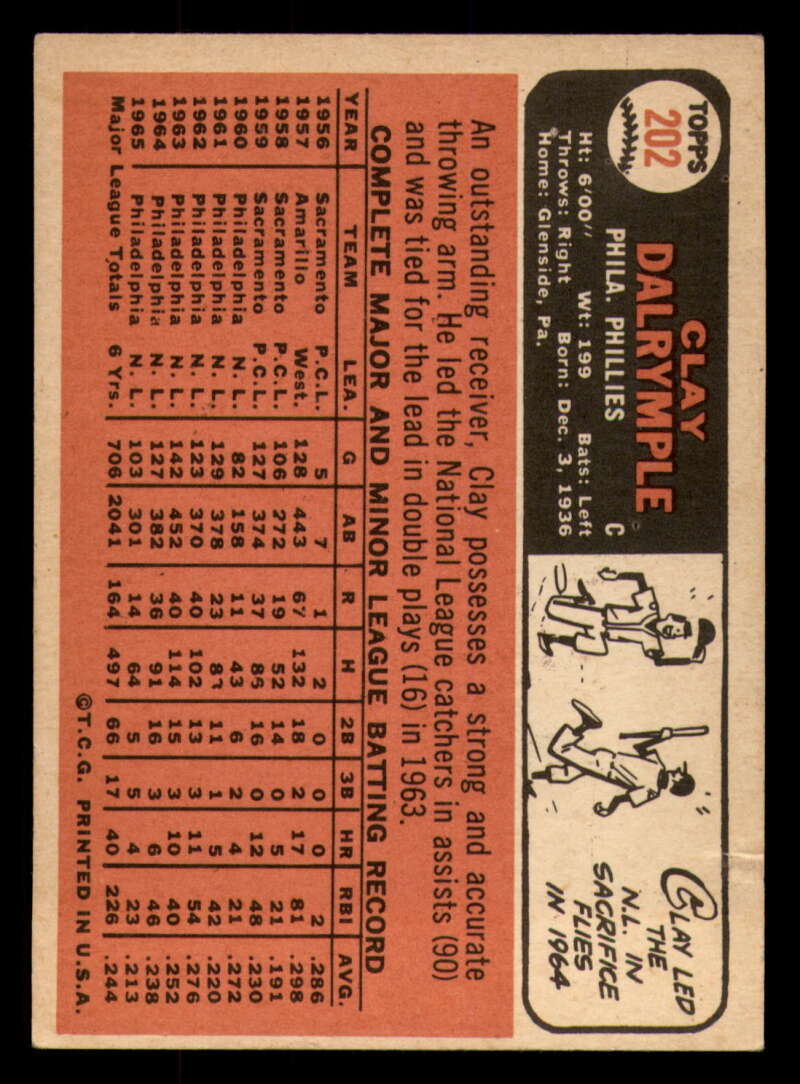 TOPPS
202
CLAY
DALRYMPLE
PHILA. PHILLIES C
Ht: 6'00" Wt: 199 Bats: Left
Throws: Right Born: Dec. 3, 1936
Home: Glenside, Pa.
CLAY LED
THE
N.L. IN
SACRIFICE
FLIES
IN 1964
An outstanding receiver, Clay possesses a strong and accurate
throwing arm. He led the National League catchers in assists (90)
and was tied for the lead in double plays (16) in 1963.
COMPLETE MAJOR AND MINOR LEAGUE BATTING RECORD
YEAR TEAM LEA. G AB R H 2B 3B HR RBI AVG.
1956 Sacramento P.C.L. 5 7 1 2 0 0 0 2 .286
1957 Amarillo West. 128 443 67 132 18 2 17 81 .298
1958 Sacramento P.C.L. 106 272 19 52 14 0 5 21 .191
1959 Sacramento P.C.L. 127 374 37 86 16 0 12 48 .230
1960 Philadelphia N. L. 82 158 11 43 6 2 4 21 .272
1961 Philadelphia N. L. 129 378 23 83 11 1 5 42 .220
1962 Philadelphia N. L. 123 370 40 102 13 3 11 54 .276
1963 Philadelphia N. L. 142 452 40 114 15 3 10 40 .252
1964 Philadelphia N. L. 127 382 36 91 16 3 6 46 .238
1965 Philadelphia N. L. 103 301 14 64 5 5 4 23 .213
Major League Totals 6 Yrs. 706 2041 164 497 66 17 40 226 .244
©T.C.G. PRINTED IN U.S.A.